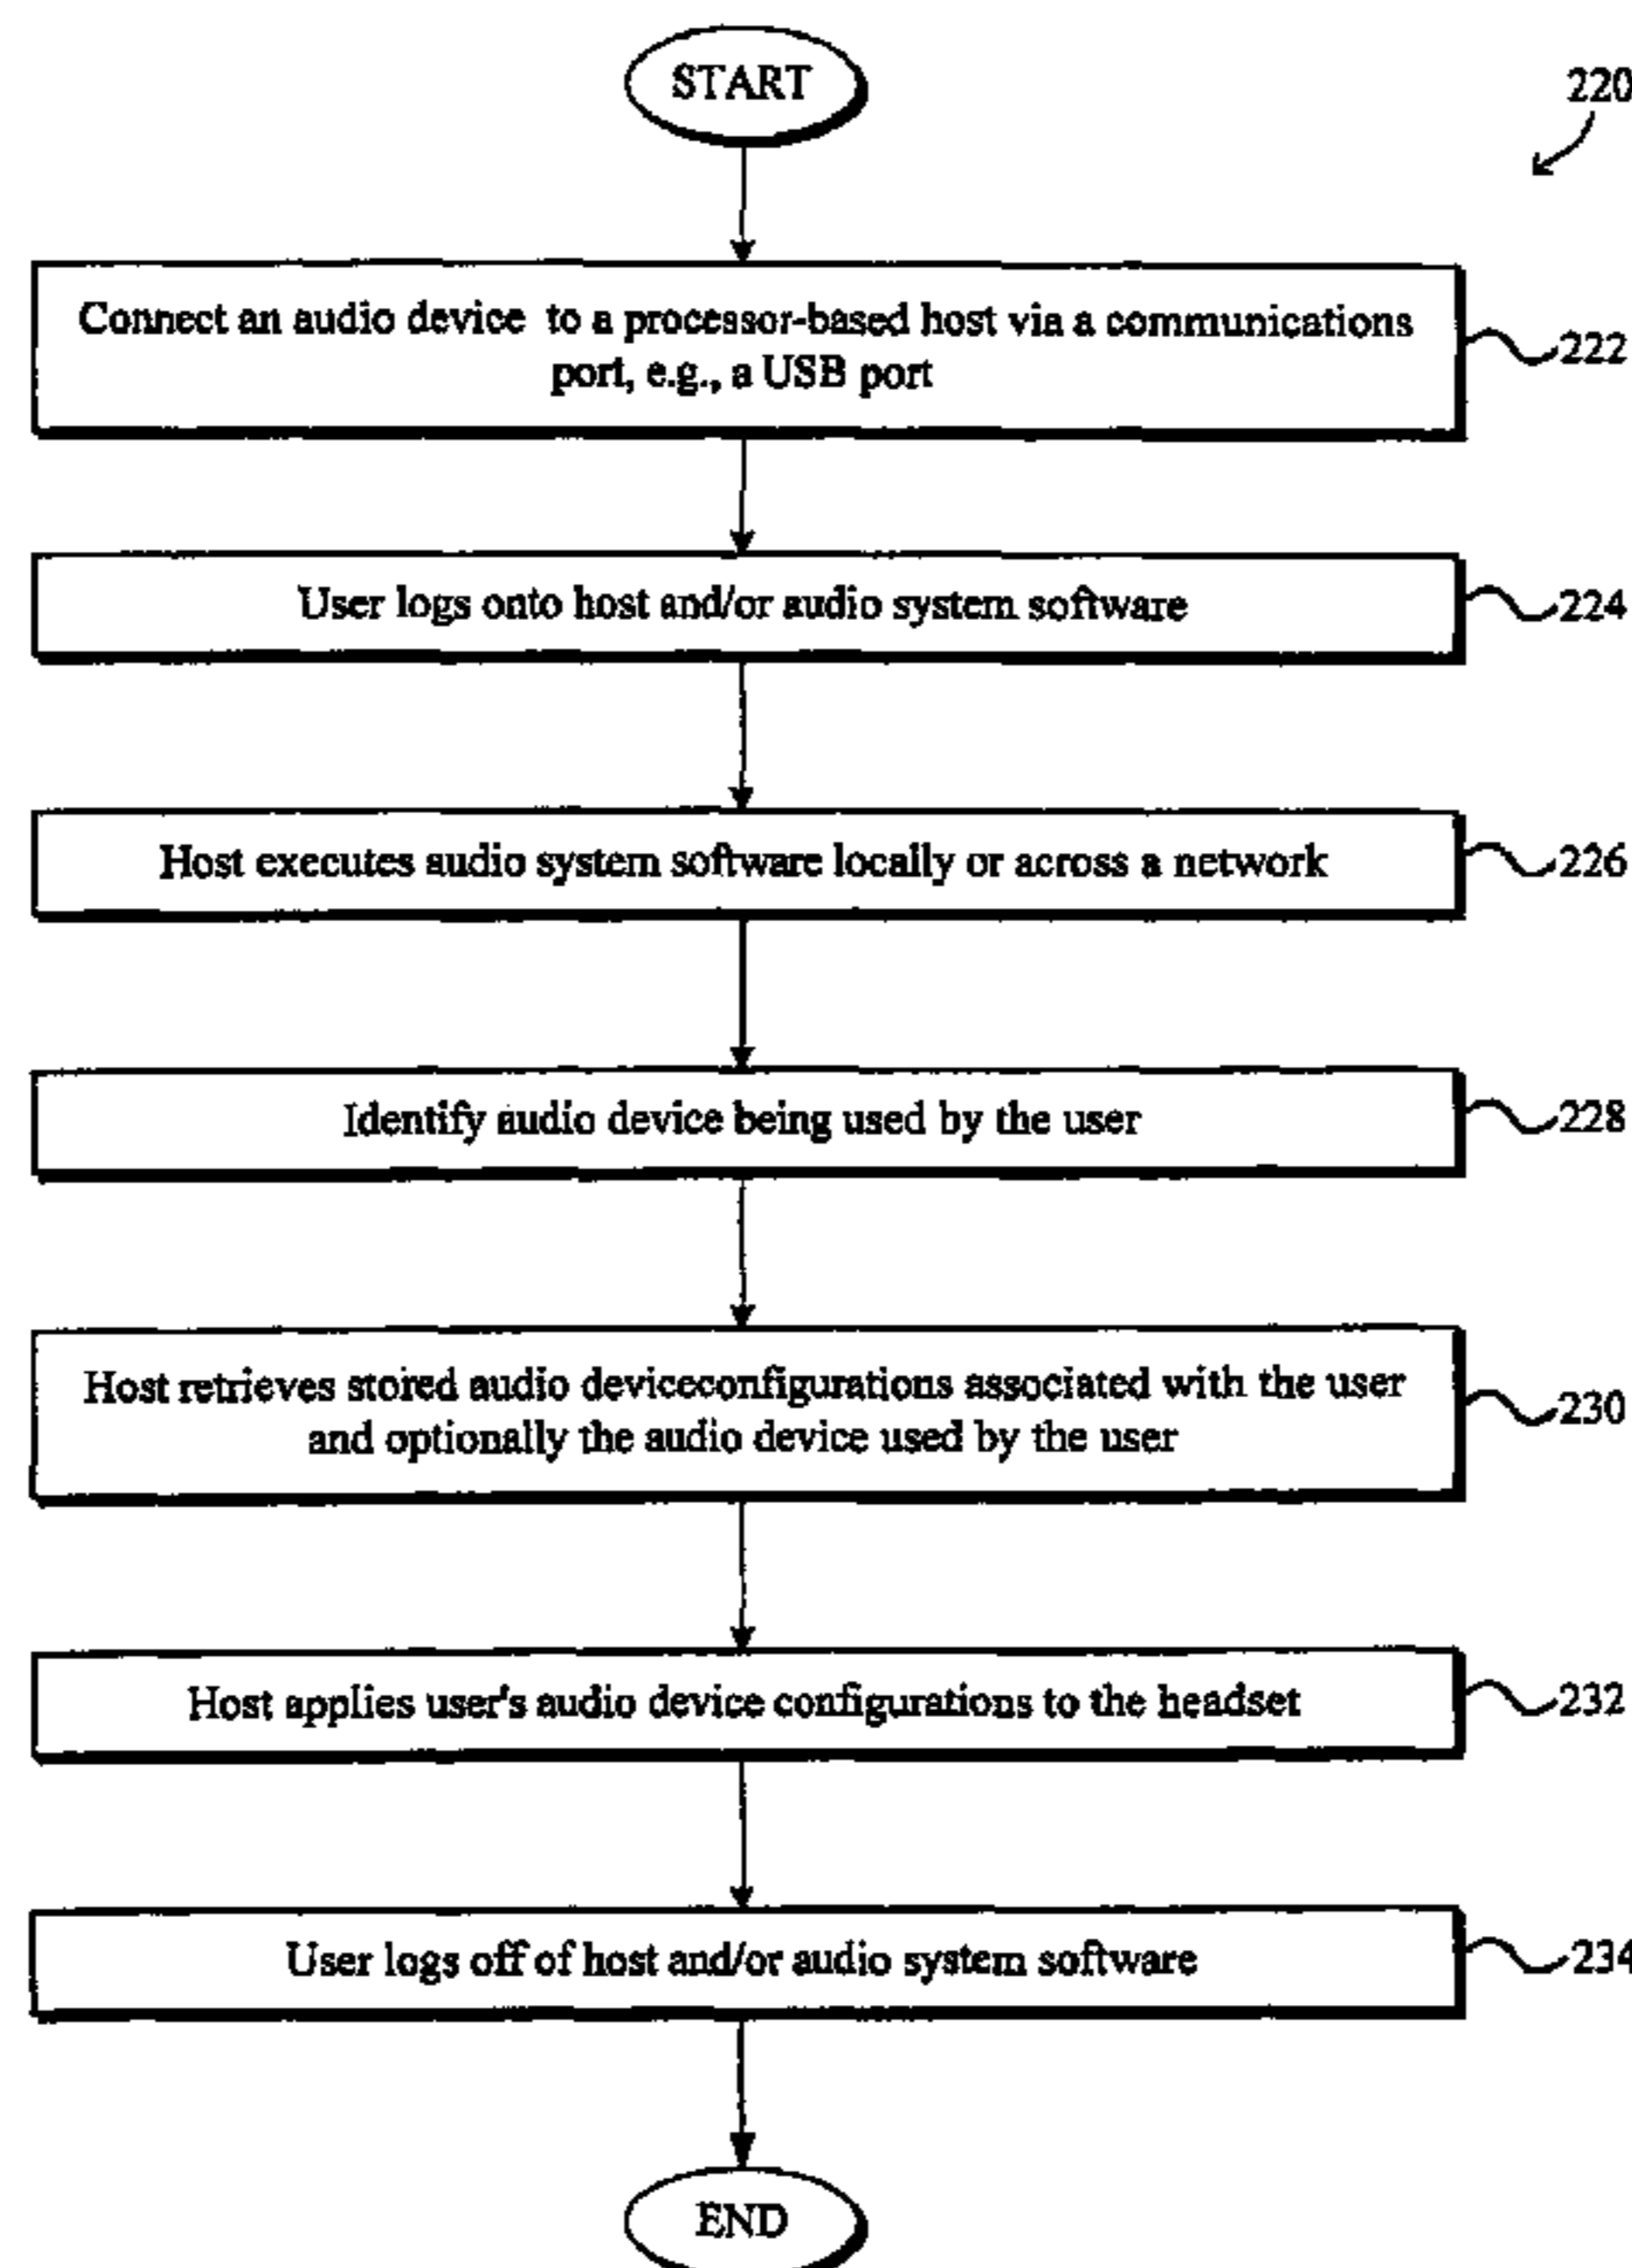 START
220
Connect an audio device to a processor-based host via a communications
port, e.g., a USB port
222
User logs onto host and/or audio system software
224
Host executes audio system software locally or across a network
226
Identify audio device being used by the user
228
Host retrieves stored audio deviceconfigurations associated with the user
and optionally the audio device used by the user
230
Host applies user's audio device configurations to the headset
232
User logs off of host and/or audio system software
234
END